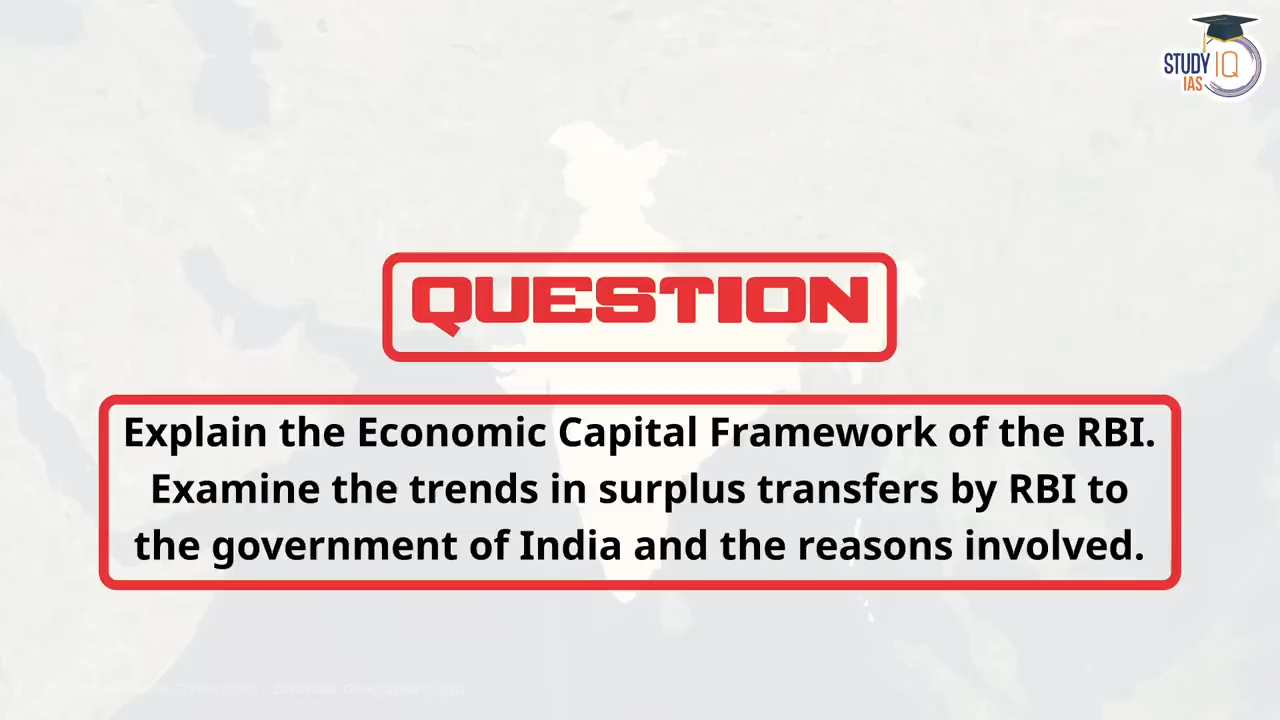 STUDY IQ
IAS
QUESTION
Explain the Economic Capital Framework of the RBI.
Examine the trends in surplus transfers by RBI to
the government of India and the reasons involved.